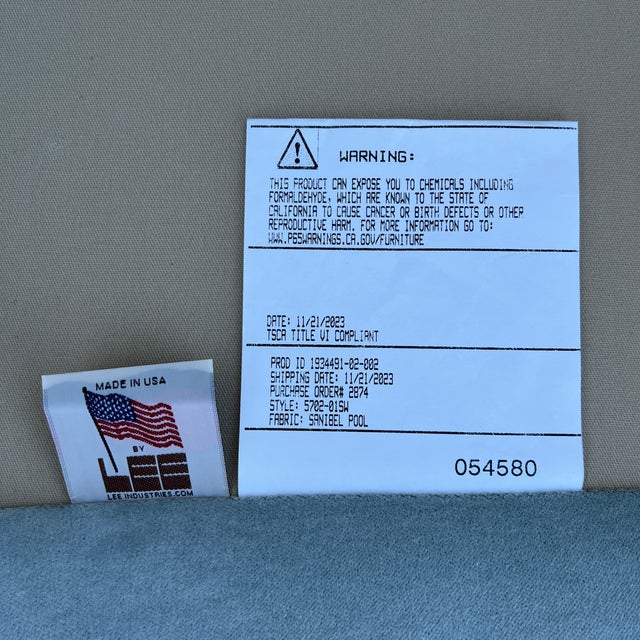 WARNING:
THIS PRODUCT CAN EXPOSE YOU TO CHEMICALS INCLUDING
FORMALDEHYDE, WHICH ARE KNOWN TO THE STATE OF
CALIFORNIA TO CAUSE CANCER OR BIRTH DEFECTS OR OTHER
REPRODUCTIVE HARM. FOR MORE INFORMATION GO TO:
WWW.P65WARNINGS.CA.GOV/FURNITURE
DATE: 11/21/2023
TSCA TITLE VI COMPLIANT
PROD ID 1934491-02-002
SHIPPING DATE: 11/21/2023
PURCHASE ORDER# 2874
STYLE: 5702-01SW
FABRIC: SANIBEL POOL
054580
MADE IN USA
BY
LEE
LEE INDUSTRIES.COM